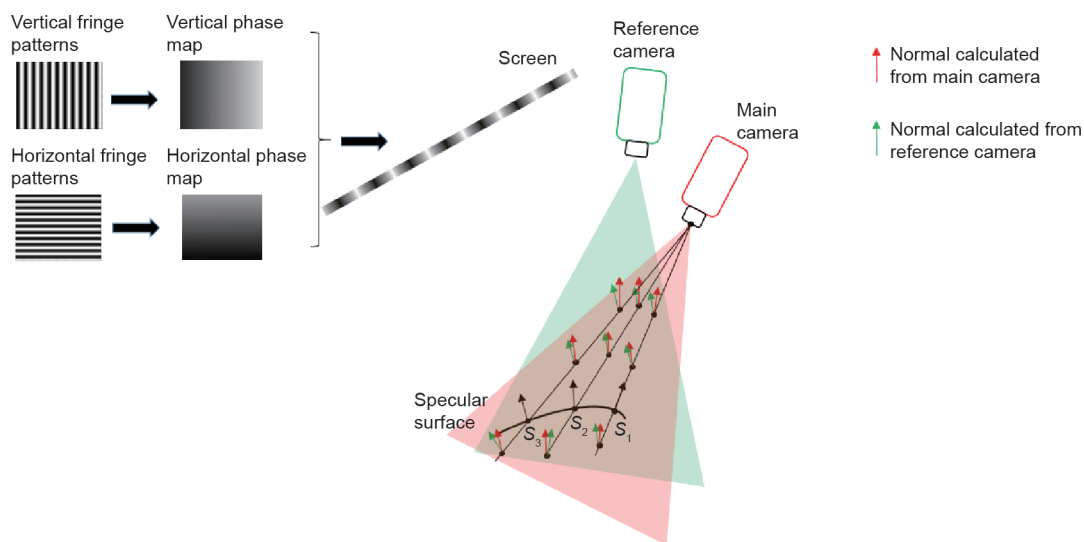 Vertical fringe
patterns
Vertical phase
map
Horizontal fringe
patterns
Horizontal phase
map
Screen
Reference
camera
Main
camera
Normal calculated
from main camera
Normal calculated from
reference camera
Specular
surface
S₃
S₂
S₁